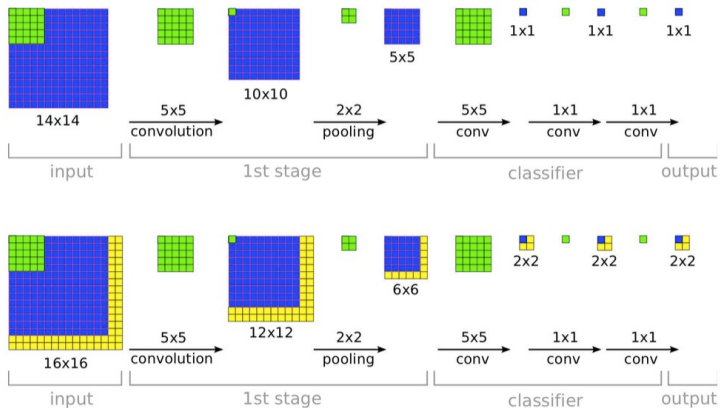 1x1 1x1 1x1
5x5
10x10
14x14
5x5 2x2 5x5 1x1 1x1
convolution pooling conv conv conv
input 1st stage classifier output
2x2 2x2 2x2
6x6
12x12
16x16
5x5 2x2 5x5 1x1 1x1
convolution pooling conv conv conv
input 1st stage classifier output